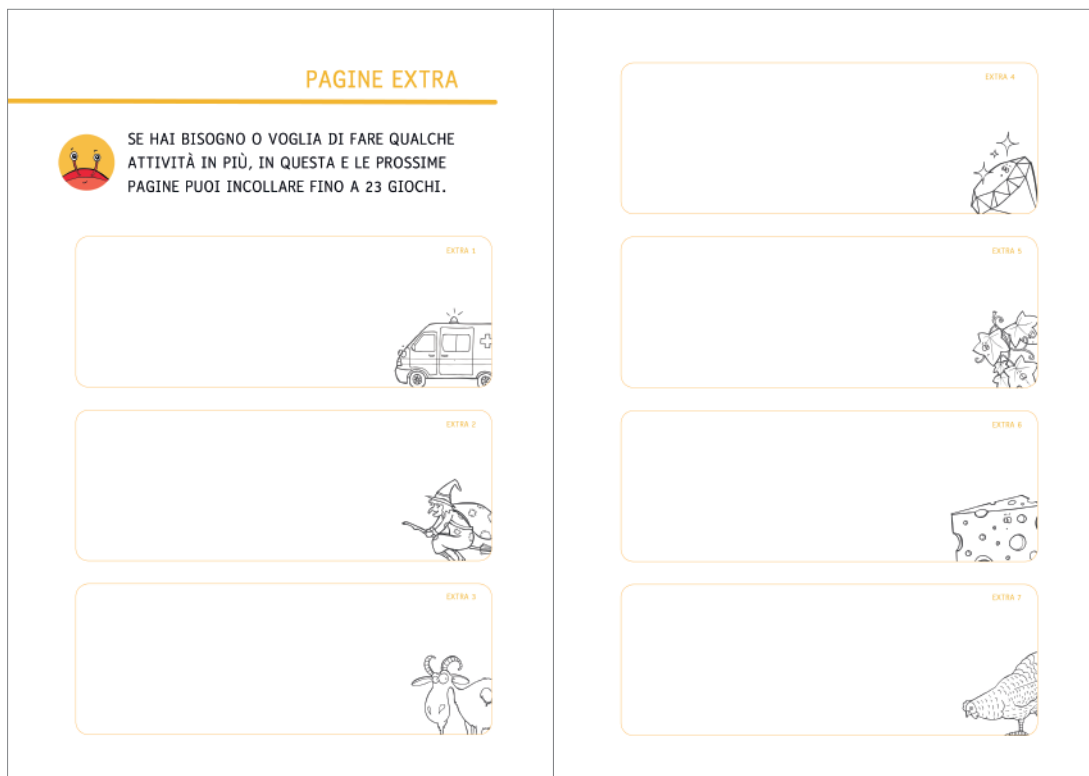 PAGINE EXTRA
SE HAI BISOGNO O VOGLIA DI FARE QUALCHE
ATTIVITÀ IN PIÙ, IN QUESTA E LE PROSSIME
PAGINE PUOI INCOLLARE FINO A 23 GIOCHI.
EXTRA 1
EXTRA 2
EXTRA 3
EXTRA 4
EXTRA 5
EXTRA 6
EXTRA 7